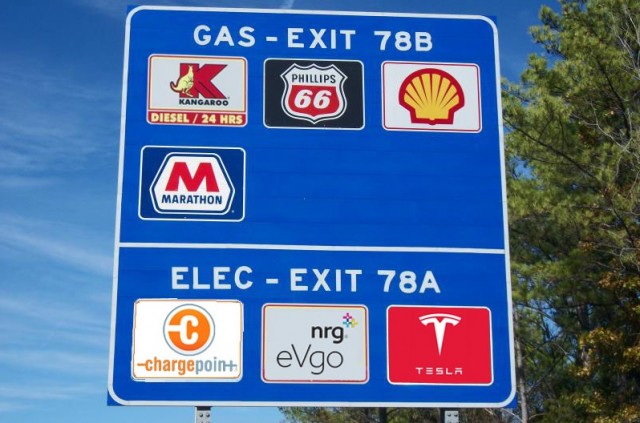 GAS - EXIT 78B
K
KANGAROO
DIESEL / 24 HRS
PHILLIPS
66
M
MARATHON
ELEC - EXIT 78A
C
chargepoin+
nrg
eVgo
T
TESLA